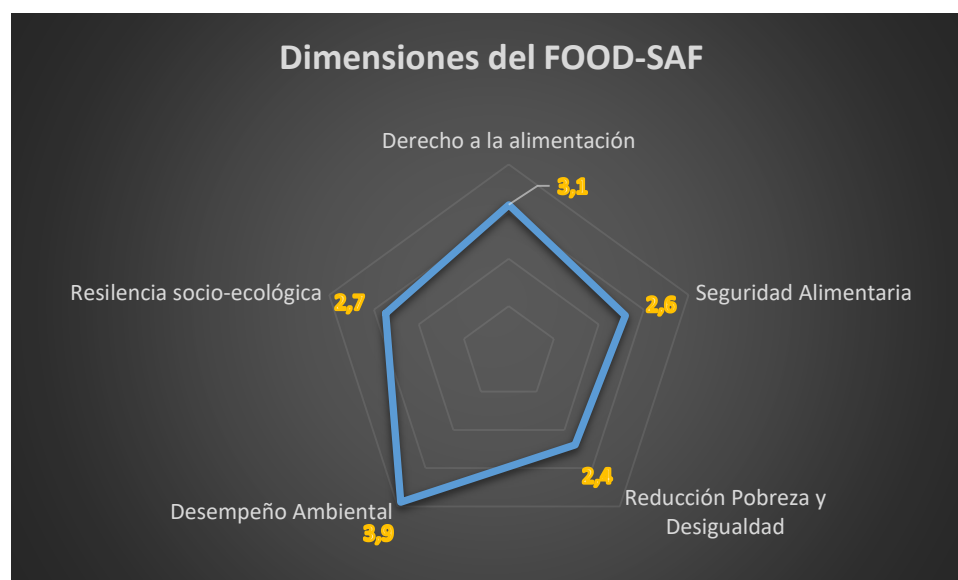 Dimensiones del FOOD-SAF
Derecho a la alimentación
3,1
Resilencia socio-ecológica
2,7
2,6
Seguridad Alimentaria
2,4
Reducción Pobreza y
Desigualdad
Desempeño Ambiental
3,9